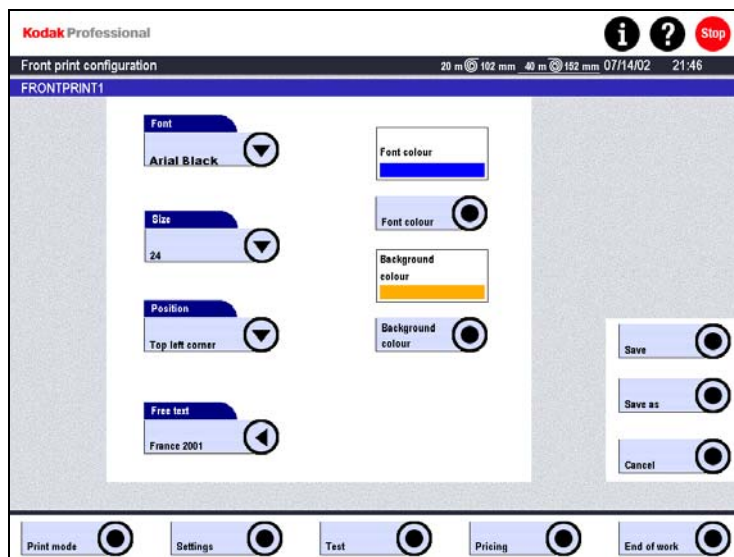 Kodak Professional
i ? Stop
Front print configuration 20 m 102 mm 40 m 152 mm 07/14/02 21:46
FRONTPRINT1
Font
Arial Black
Font colour
Size
24
Font colour
Background
colour
Position
Top left corner
Background
colour
Free text
France 2001
Save
Save as
Cancel
Print mode
Settings
Test
Pricing
End of work